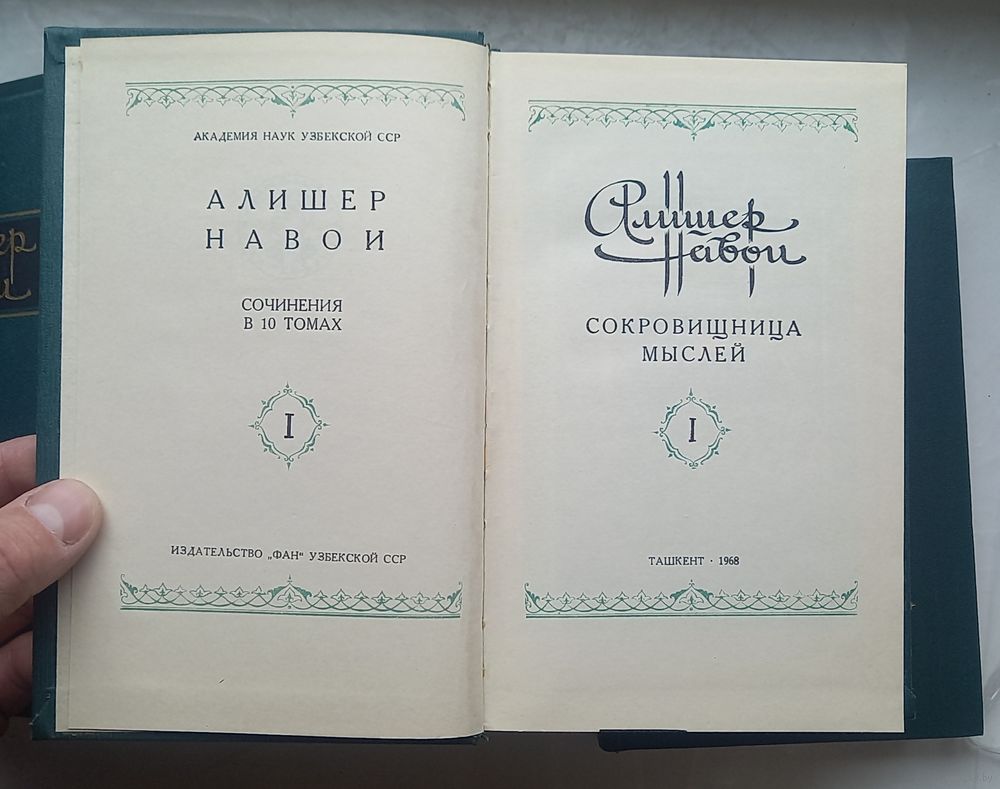 АКАДЕМИЯ НАУК УЗБЕКСКОЙ ССР
АЛИШЕР
НАВОИ
СОЧИНЕНИЯ
В 10 ТОМАХ
I
ИЗДАТЕЛЬСТВО „ФАН“ УЗБЕКСКОЙ ССР
Алишер
Навои
СОКРОВИЩНИЦА
МЫСЛЕЙ
I
ТАШКЕНТ · 1968